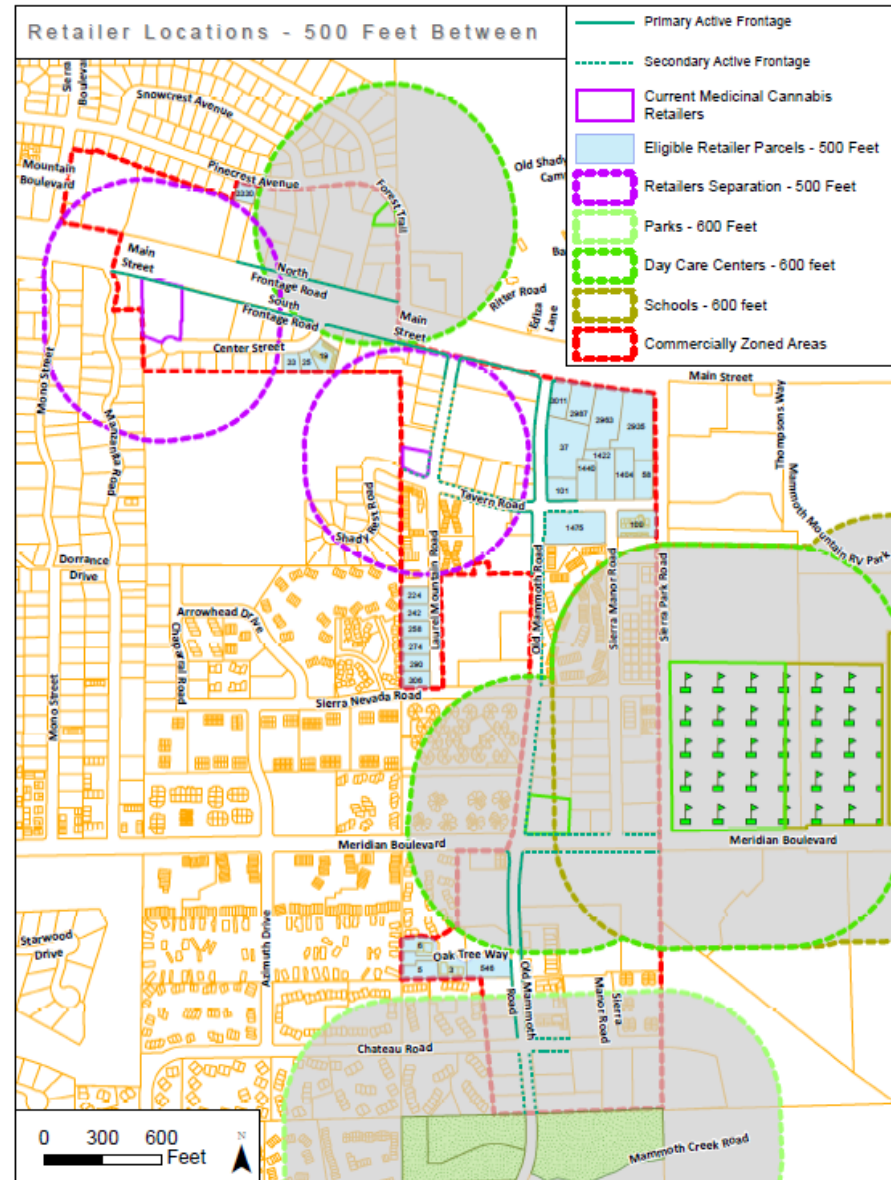 Retailer Locations - 500 Feet Between
Primary Active Frontage
Secondary Active Frontage
Current Medicinal Cannabis
Retailers
Eligible Retailer Parcels - 500 Feet
Retailers Separation - 500 Feet
Parks - 600 Feet
Day Care Centers - 600 feet
Schools - 600 feet
Commercially Zoned Areas
Sierra
Boulevard
Snowcrest Avenue
Mountain
Boulevard
Pinecrest Avenue
3330
Forest Trail
Old Shady
Ritter Road
Lane
Main
Street
North
Frontage Road
South
Frontage Road
Main
Street
Center Street
33
25
19
Main Street
Thompsons Way
Mammoth Mountain RV Park
Mono Street
Manzanita Road
3011
2987
2963
2935
37
1422
1440
1404
58
101
Tavern Road
Shady Rest Road
1475
100
Dorrance
Drive
Arrowhead Drive
Chaparral Road
Laurel Mountain Road
Old Mammoth Road
Sierra Manor Road
Sierra Park Road
224
242
258
274
290
306
Sierra Nevada Road
Mono Street
Meridian Boulevard
Meridian Boulevard
Starwood
Drive
Azimuth Drive
6
Oak Tree Way
5
3
546
Old Mammoth
Road
Sierra
Manor Road
Chateau Road
Mammoth Creek Road
0 300 600
Feet
N